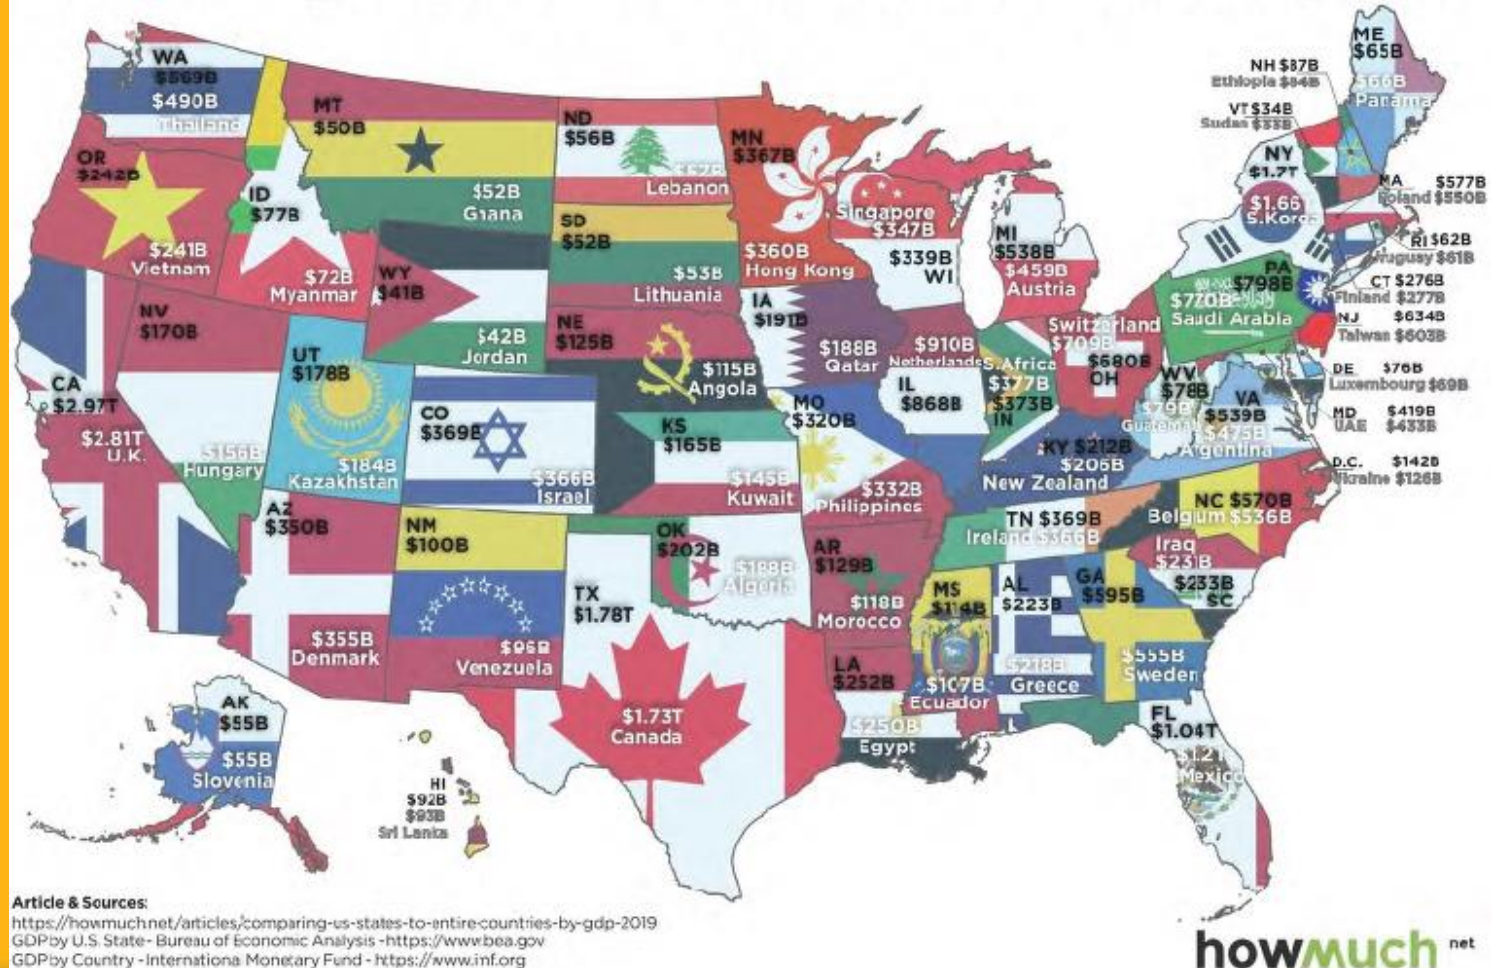 WA
$569B
$490B
Thailand
OR
$242B
$241B
Vietnam
ID
$77B
$72B
Myanmar
MT
$50B
$52B
Ghana
ND
$56B
$62B
Lebanon
SD
$52B
$53B
Lithuania
WY
$41B
$42B
Jordan
NE
$125B
$115B
Angola
MN
$367B
$360B
Hong Kong
Singapore
$347B
$339B
WI
MI
$538B
$459B
Austria
IA
$191B
$188B
Qatar
$910B
Netherlands
IL
$868B
S.Africa
$377B
$373B
IN
Switzerland
$709B
$680B
OH
NV
$170B
$156B
Hungary
UT
$178B
$184B
Kazakhstan
CA
$2.97T
$2.81T
U.K.
CO
$369B
$366B
Israel
KS
$165B
$145B
Kuwait
MO
$320B
$332B
Philippines
KY $212B
$206B
New Zealand
WV
$78B
$79B
Guatemala
VA
$539B
$475B
Argentina
AZ
$350B
$355B
Denmark
NM
$100B
$96B
Venezuela
OK
$202B
$188B
Algeria
TX
$1.78T
$1.73T
Canada
AR
$129B
$118B
Morocco
LA
$252B
$250B
Egypt
MS
$114B
$107B
Ecuador
AL
$223B
$218B
Greece
GA
$595B
$555B
Sweden
TN $369B
Ireland $366B
NC $570B
Belgium $536B
Iraq
$231B
$233B
SC
FL
$1.04T
$1.2T
Mexico
AK
$55B
$55B
Slovenia
HI
$92B
$93B
Sri Lanka
ME
$65B
$66B
Panama
NH $87B
Ethiopia $84B
VT $34B
Sudan $33B
NY
$1.7T
$1.66
S.Korea
MA $577B
Poland $550B
RI $62B
Uruguay $61B
CT $276B
Finland $277B
PA
$798B
$770B
Saudi Arabia
NJ $634B
Taiwan $603B
DE $76B
Luxembourg $69B
MD $419B
UAE $433B
D.C. $142B
Ukraine $126B
Article & Sources:
https://howmuch.net/articles/comparing-us-states-to-entire-countries-by-gdp-2019
GDP by U.S. State - Bureau of Economic Analysis - https://www.bea.gov
GDP by Country - International Monetary Fund - https://www.imf.org
howmuch net